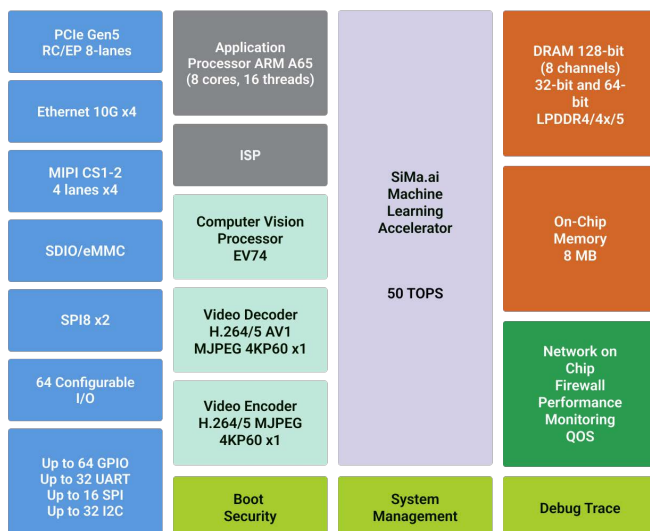 PCIe Gen5
RC/EP 8-lanes
Ethernet 10G x4
MIPI CS1-2
4 lanes x4
SDIO/eMMC
SPI8 x2
64 Configurable
I/O
Up to 64 GPIO
Up to 32 UART
Up to 16 SPI
Up to 32 I2C
Application
Processor ARM A65
(8 cores, 16 threads)
ISP
Computer Vision
Processor
EV74
Video Decoder
H.264/5 AV1
MJPEG 4KP60 x1
Video Encoder
H.264/5 MJPEG
4KP60 x1
Boot
Security
SiMa.ai
Machine
Learning
Accelerator
50 TOPS
System
Management
DRAM 128-bit
(8 channels)
32-bit and 64-
bit
LPDDR4/4x/5
On-Chip
Memory
8 MB
Network on
Chip
Firewall
Performance
Monitoring
QOS
Debug Trace